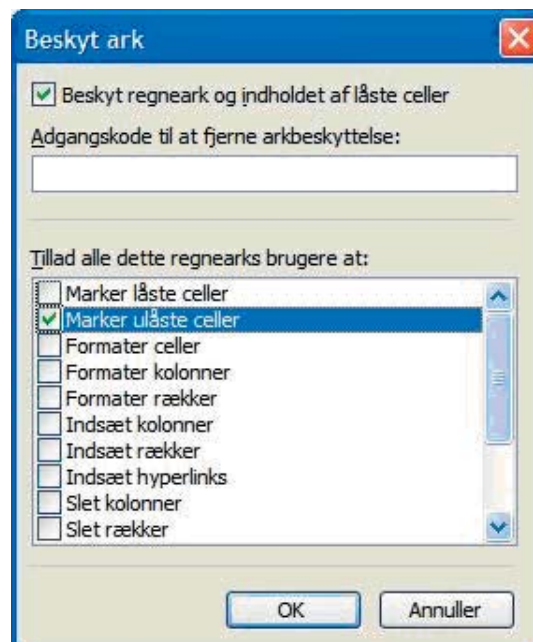 Beskyt ark
Beskyt regneark og indholdet af låste celler
Adgangskode til at fjerne arkbeskyttelse:
Tillad alle dette regnearks brugere at:
Marker låste celler
Marker ulåste celler
Formater celler
Formater kolonner
Formater rækker
Indsæt kolonner
Indsæt rækker
Indsæt hyperlinks
Slet kolonner
Slet rækker
OK
Annuller